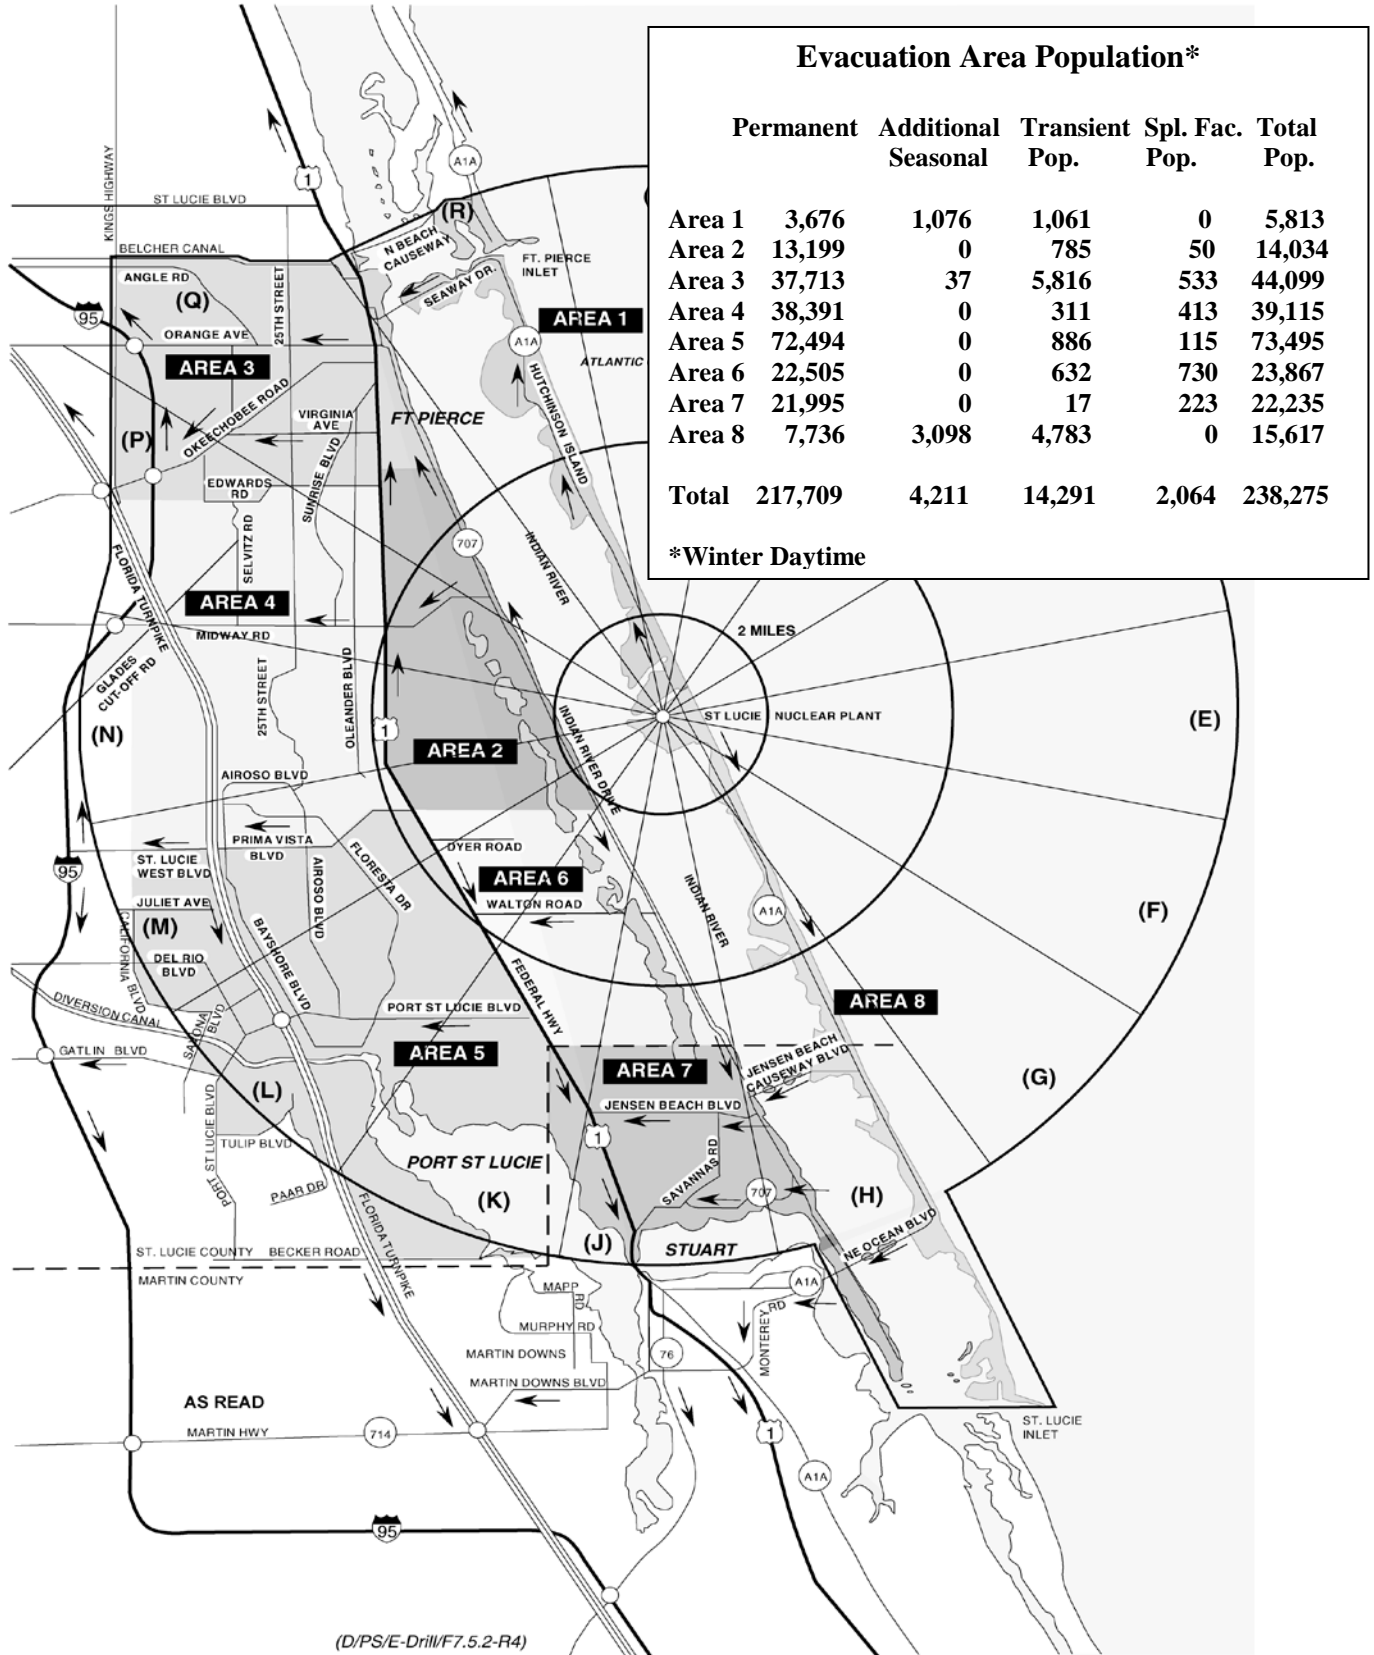 Evacuation Area Population*
Permanent Additional Transient Spl. Fac. Total
Seasonal Pop. Pop. Pop.
Area 1 3,676 1,076 1,061 0 5,813
Area 2 13,199 0 785 50 14,034
Area 3 37,713 37 5,816 533 44,099
Area 4 38,391 0 311 413 39,115
Area 5 72,494 0 886 115 73,495
Area 6 22,505 0 632 730 23,867
Area 7 21,995 0 17 223 22,235
Area 8 7,736 3,098 4,783 0 15,617
Total 217,709 4,211 14,291 2,064 238,275
*Winter Daytime
A1A
1
KINGS HIGHWAY
ST LUCIE BLVD
(R)
N BEACH
CAUSEWAY
BELCHER CANAL
FT. PIERCE
INLET
ANGLE RD
25TH STREET
SEAWAY DR.
(Q)
95
AREA 1
ORANGE AVE
A1A
ATLANTIC
AREA 3
HUTCHINSON ISLAND
OKEECHOBEE ROAD
VIRGINIA
AVE
FT PIERCE
(P)
SUNRISE BLVD
EDWARDS
RD
SELVITZ RD
707
INDIAN RIVER
FLORIDA TURNPIKE
AREA 4
MIDWAY RD
2 MILES
GLADES
CUT-OFF RD
25TH STREET
OLEANDER BLVD
ST LUCIE NUCLEAR PLANT
(E)
(N)
1
AREA 2
INDIAN RIVER DRIVE
AIROSO BLVD
PRIMA VISTA
BLVD
DYER ROAD
ST. LUCIE
WEST BLVD
95
AIROSO BLVD
FLORESTA DR
AREA 6
INDIAN RIVER
JULIET AVE
WALTON ROAD
A1A
(F)
(M)
CALIFORNIA BLVD
BAYSHORE BLVD
DEL RIO
BLVD
FEDERAL HWY
DIVERSION CANAL
SAVONA
BLVD
PORT ST LUCIE BLVD
AREA 8
GATLIN BLVD
AREA 5
JENSEN BEACH
CAUSEWAY BLVD
AREA 7
(G)
(L)
PORT ST LUCIE BLVD
JENSEN BEACH BLVD
1
TULIP BLVD
PORT ST LUCIE
SAVANNAS RD
PAAR DR
(K)
707
(H)
FLORIDA TURNPIKE
(J)
STUART
NE OCEAN BLVD
ST. LUCIE COUNTY BECKER ROAD
MARTIN COUNTY
MAPP
RD
A1A
MURPHY RD
MONTEREY RD
MARTIN DOWNS
76
MARTIN DOWNS BLVD
AS READ
MARTIN HWY
714
1
ST. LUCIE
INLET
A1A
95
(D/PS/E-Drill/F7.5.2-R4)